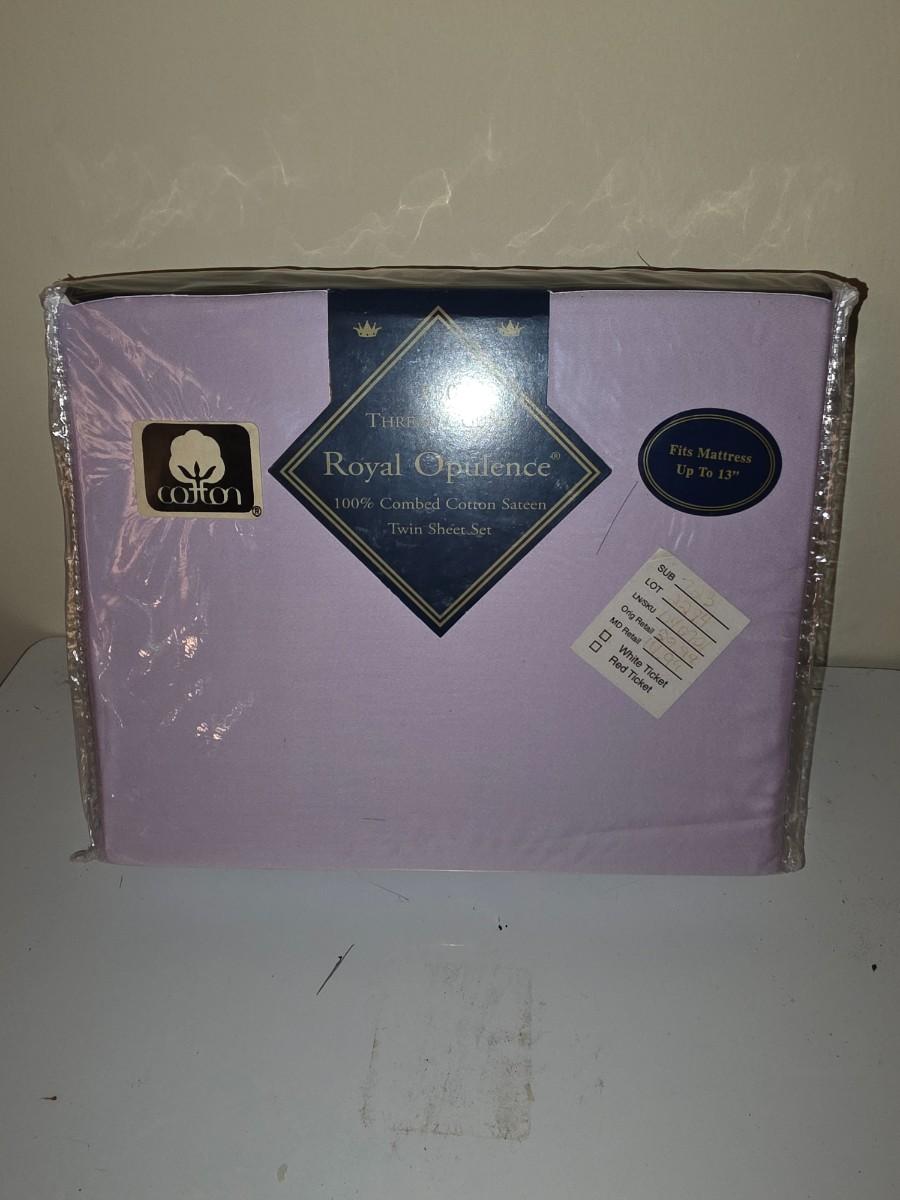 Royal Opulence®
100% Combed Cotton Sateen
Twin Sheet Set
cotton®
Fits Mattress
Up To 13"
SUB
LOT
LN/SKU
Orig Retail
MD Retail
White Ticket
Red Ticket